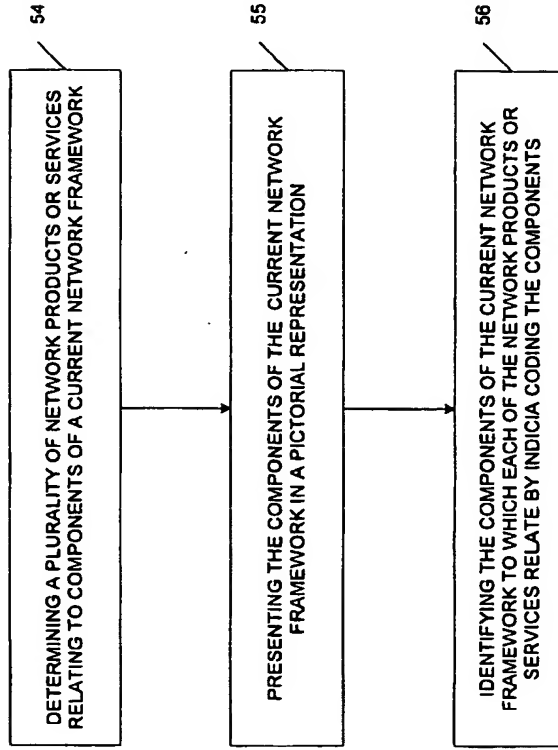 54
DETERMINING A PLURALITY OF NETWORK PRODUCTS OR SERVICES
RELATING TO COMPONENTS OF A CURRENT NETWORK FRAMEWORK
55
PRESENTING THE COMPONENTS OF THE CURRENT NETWORK
FRAMEWORK IN A PICTORIAL REPRESENTATION
56
IDENTIFYING THE COMPONENTS OF THE CURRENT NETWORK
FRAMEWORK TO WHICH EACH OF THE NETWORK PRODUCTS OR
SERVICES RELATE BY INDICIA CODING THE COMPONENTS